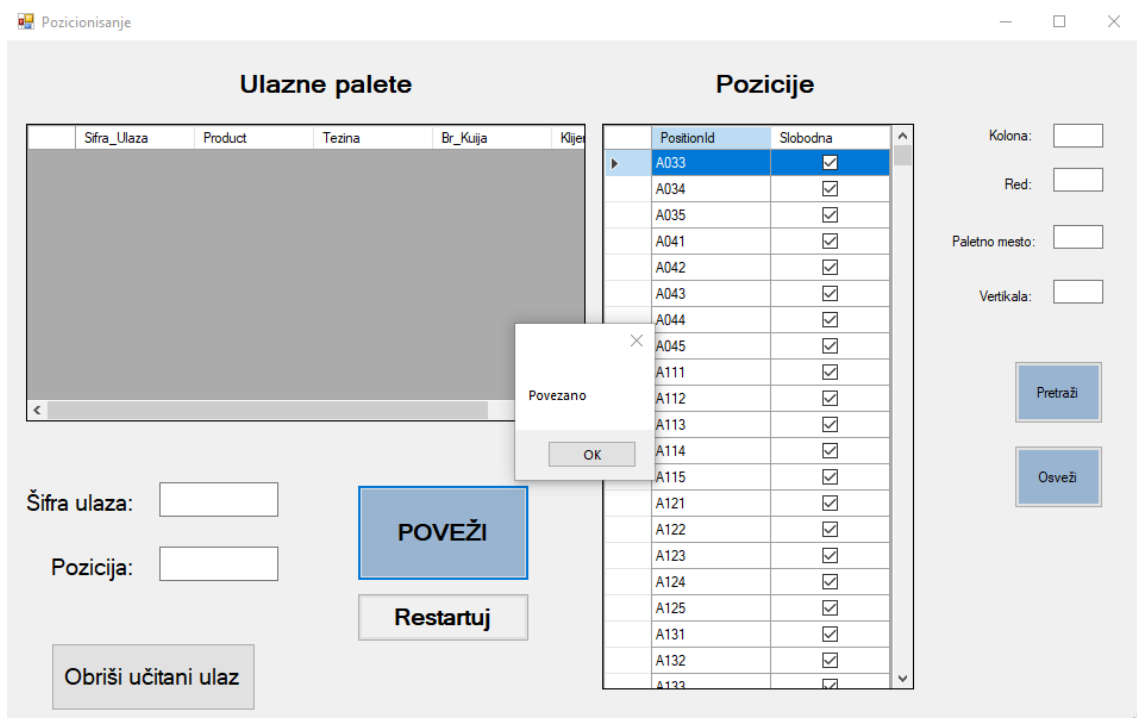 Pozicionisanje
Ulazne palete
Sifra_Ulaza Product Tezina Br_Kuija Klijer
Pozicije
PositionId Slobodna
A033
A034
A035
A041
A042
A043
A044
A045
A111
A112
A113
A114
A115
A121
A122
A123
A124
A125
A131
A132
A133
Kolona:
Red:
Paletno mesto:
Vertikala:
Pretraži
Osveži
Povezano
OK
Šifra ulaza:
Pozicija:
POVEŽI
Restartuj
Obriši učitani ulaz